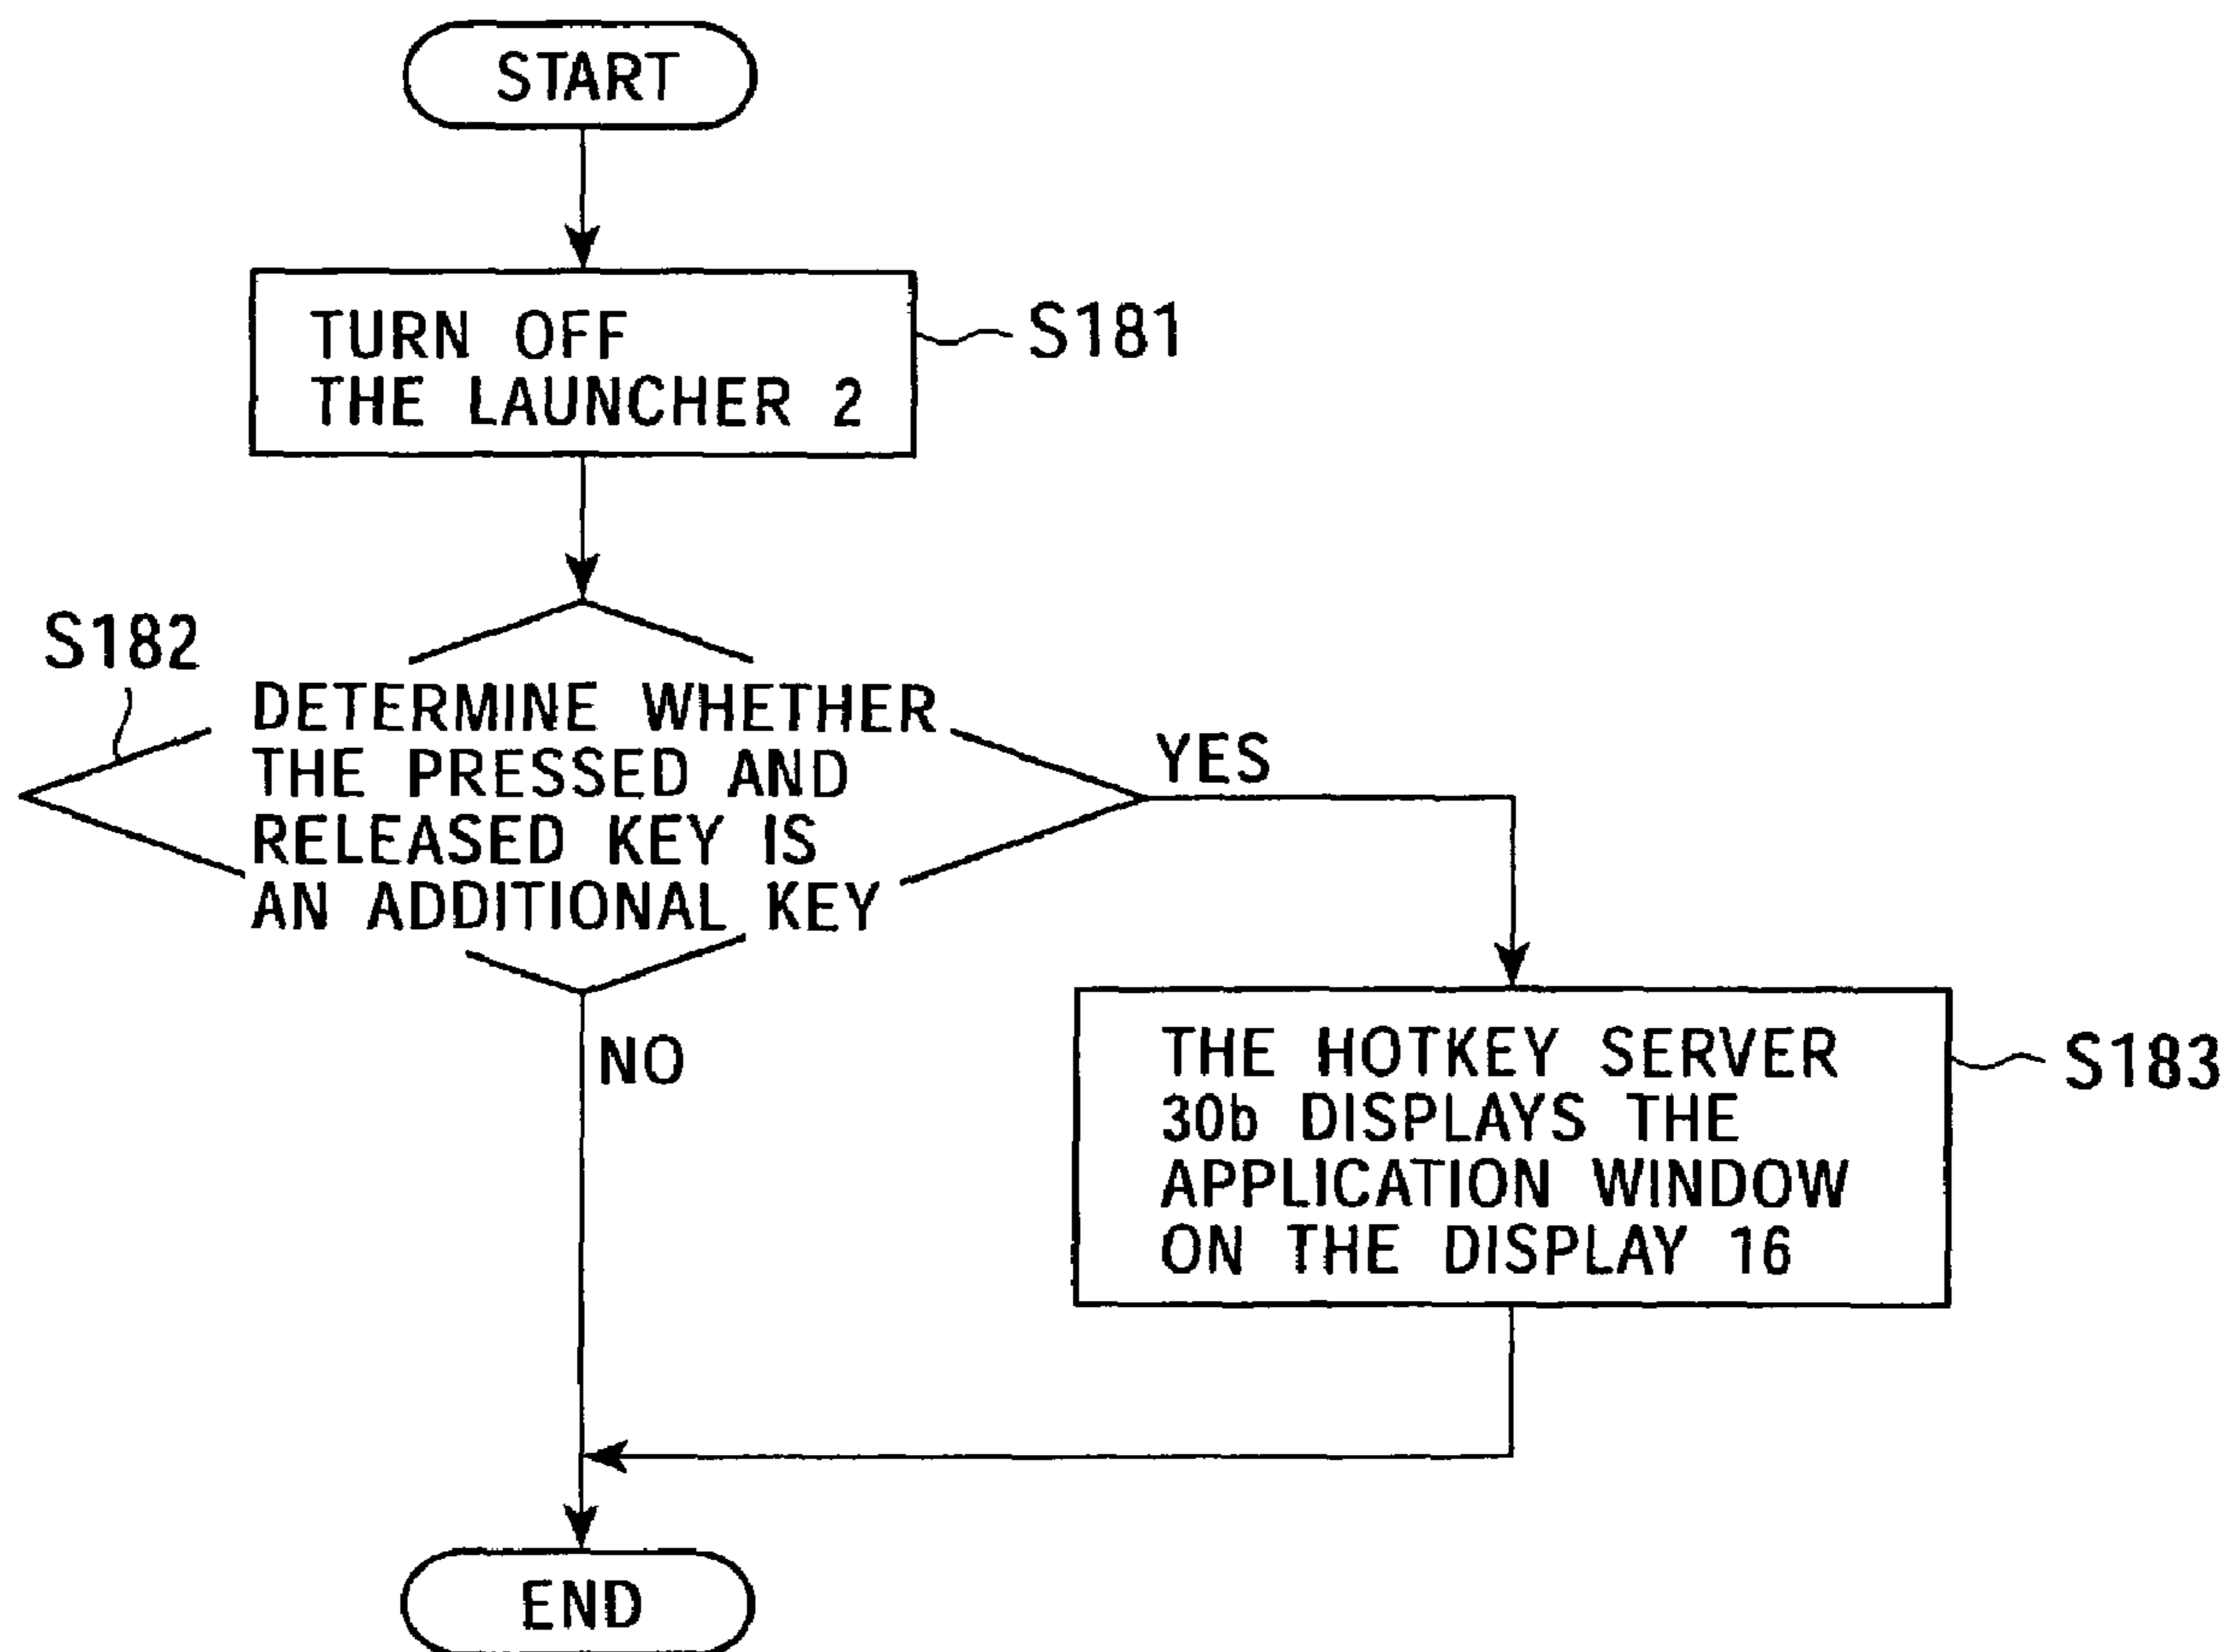 START
TURN OFF
THE LAUNCHER 2
S181
S182
DETERMINE WHETHER
THE PRESSED AND
RELEASED KEY IS
AN ADDITIONAL KEY
YES
NO
THE HOTKEY SERVER
30b DISPLAYS THE
APPLICATION WINDOW
ON THE DISPLAY 16
S183
END